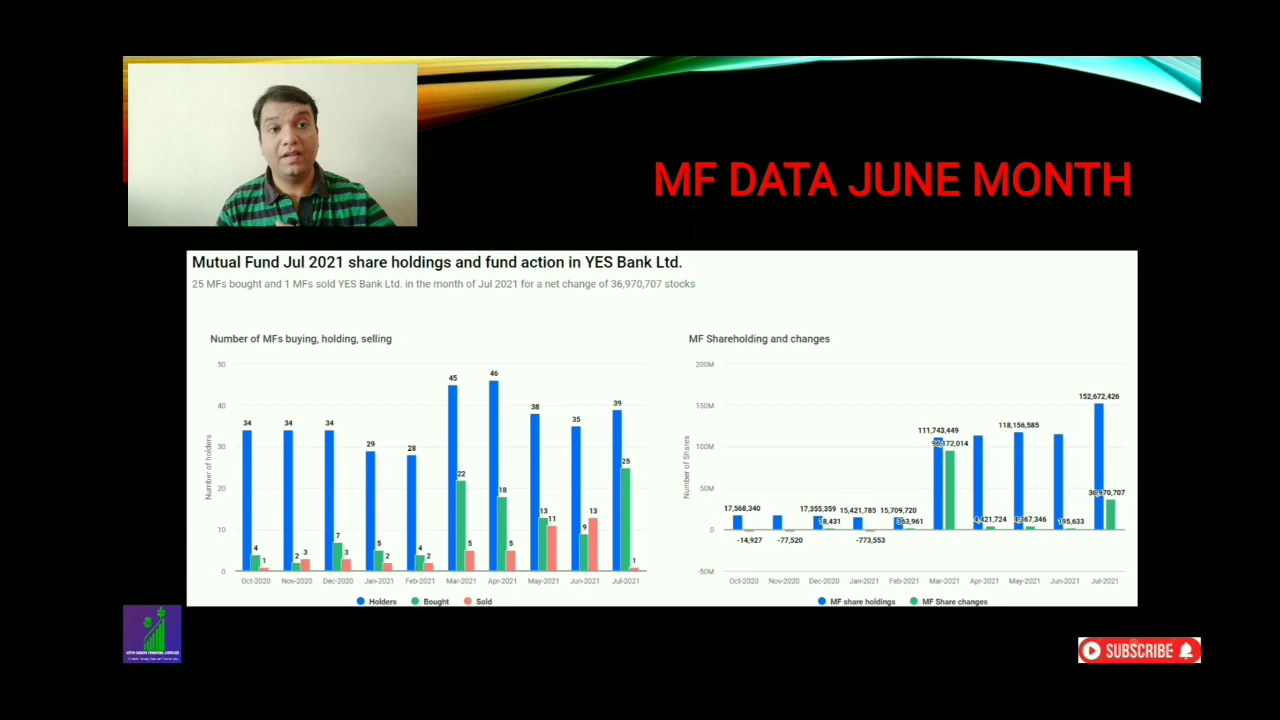 MF DATA JUNE MONTH
Mutual Fund Jul 2021 share holdings and fund action in YES Bank Ltd.
25 MFs bought and 1 MFs sold YES Bank Ltd. in the month of Jul 2021 for a net change of 36,970,707 stocks
Number of MFs buying, holding, selling
50
40
30
20
10
0
Number of holders
34 4 1
34 2 3
34 7 3
29 5 2
28 4 2
45 22 5
46 18 5
38 13 11
35 9 13
39 25 1
Oct-2020 Nov-2020 Dec-2020 Jan-2021 Feb-2021 Mar-2021 Apr-2021 May-2021 Jun-2021 Jul-2021
Holders Bought Sold
MF Shareholding and changes
200M
150M
100M
50M
0
-50M
Number of Shares
17,568,340
-14,927
-77,520
17,355,359
15,421,785
-773,553
15,709,720
363,961
111,743,449
4,421,724
118,156,585
4,367,346
195,633
152,672,426
36,970,707
Oct-2020 Nov-2020 Dec-2020 Jan-2021 Feb-2021 Mar-2021 Apr-2021 May-2021 Jun-2021 Jul-2021
MF share holdings MF Share changes
SUBSCRIBE